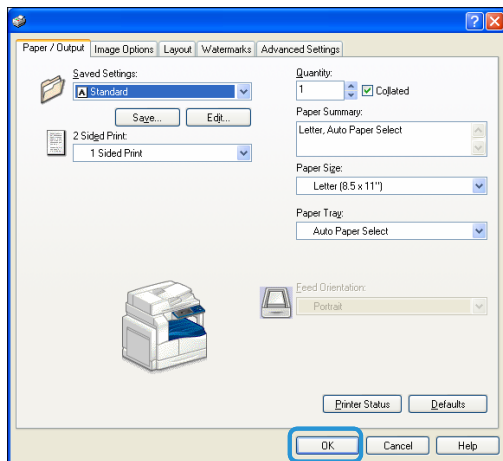 Paper / Output Image Options Layout Watermarks Advanced Settings
Saved Settings:
A Standard
Save... Edit...
2 Sided Print:
1 Sided Print
Quantity:
1 Collated
Paper Summary:
Letter, Auto Paper Select
Paper Size:
Letter (8.5 x 11")
Paper Tray:
Auto Paper Select
Feed Orientation:
Portrait
Printer Status Defaults
OK Cancel Help